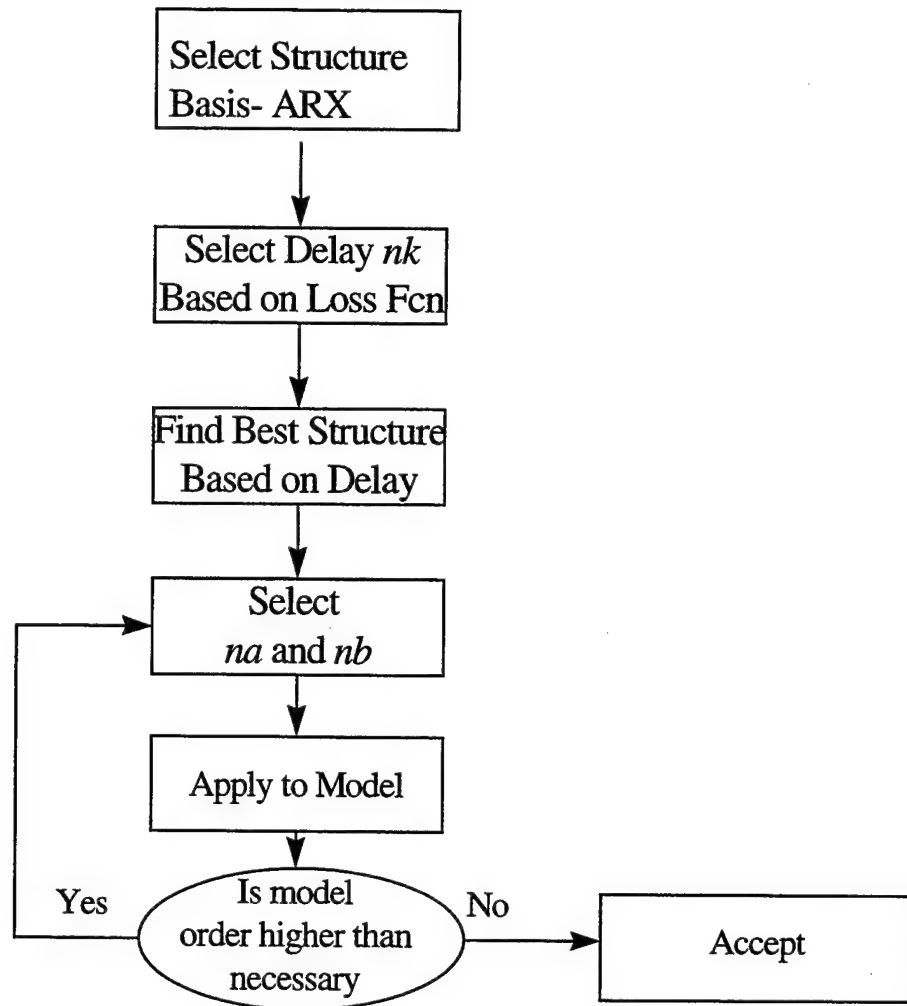 Select Structure
Basis- ARX
Select Delay nk
Based on Loss Fcn
Find Best Structure
Based on Delay
Select
na and nb
Apply to Model
Yes
Is model
order higher than
necessary
No
Accept